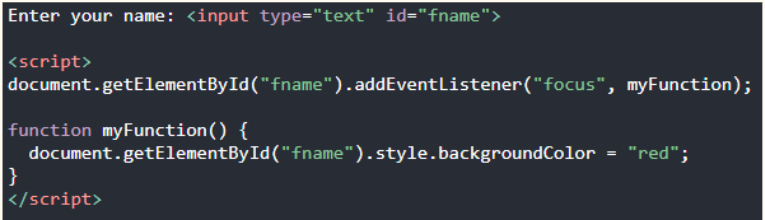 Enter your name: <input type="text" id="fname">
<script>
document.getElementById("fname").addEventListener("focus", myFunction);
function myFunction() {
  document.getElementById("fname").style.backgroundColor = "red";
}
</script>